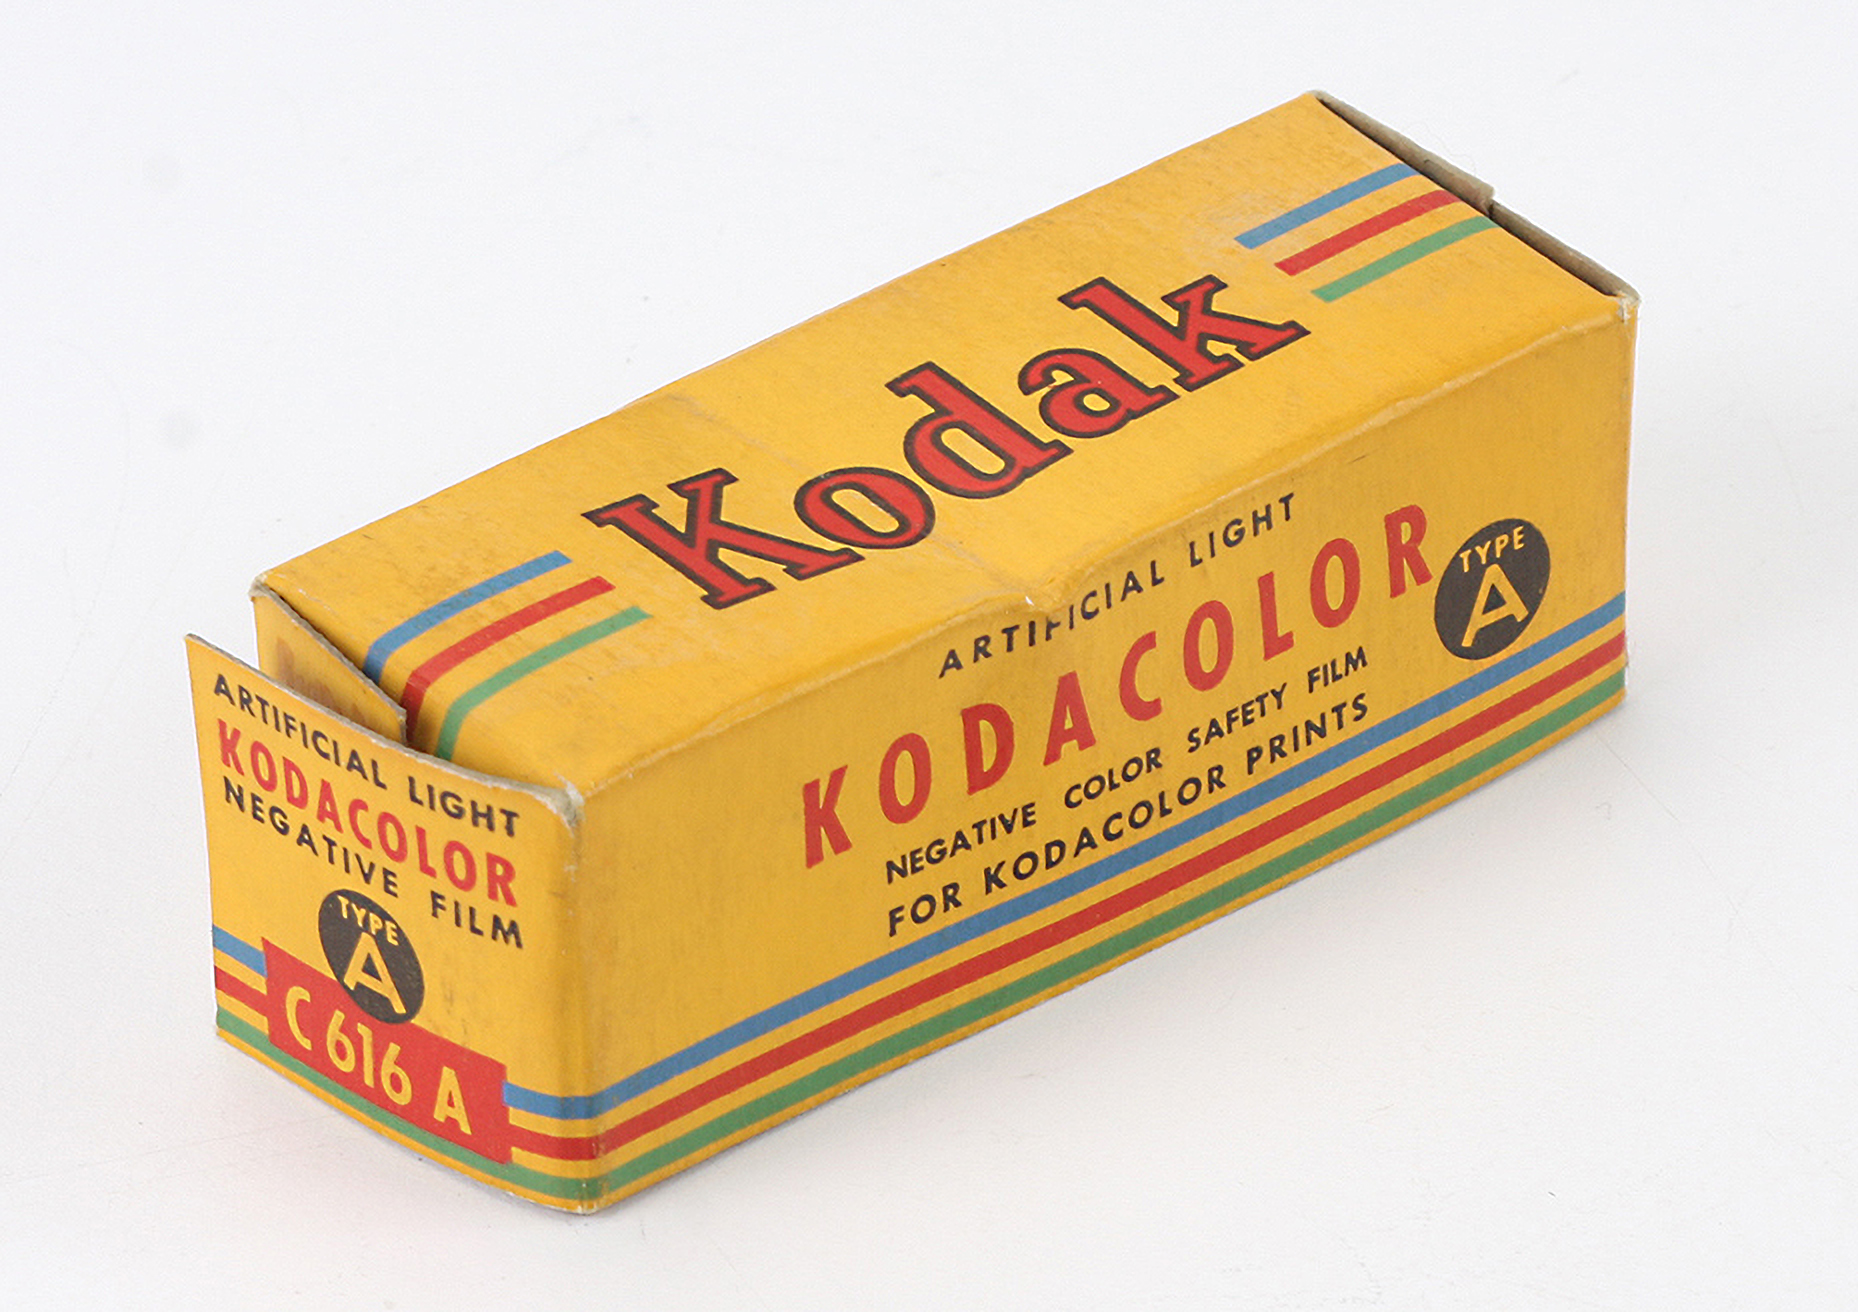 Kodak
ARTIFICIAL LIGHT
KODACOLOR
TYPE
A
NEGATIVE COLOR SAFETY FILM
FOR KODACOLOR PRINTS
ARTIFICIAL LIGHT
KODACOLOR
NEGATIVE FILM
TYPE
A
C 616 A